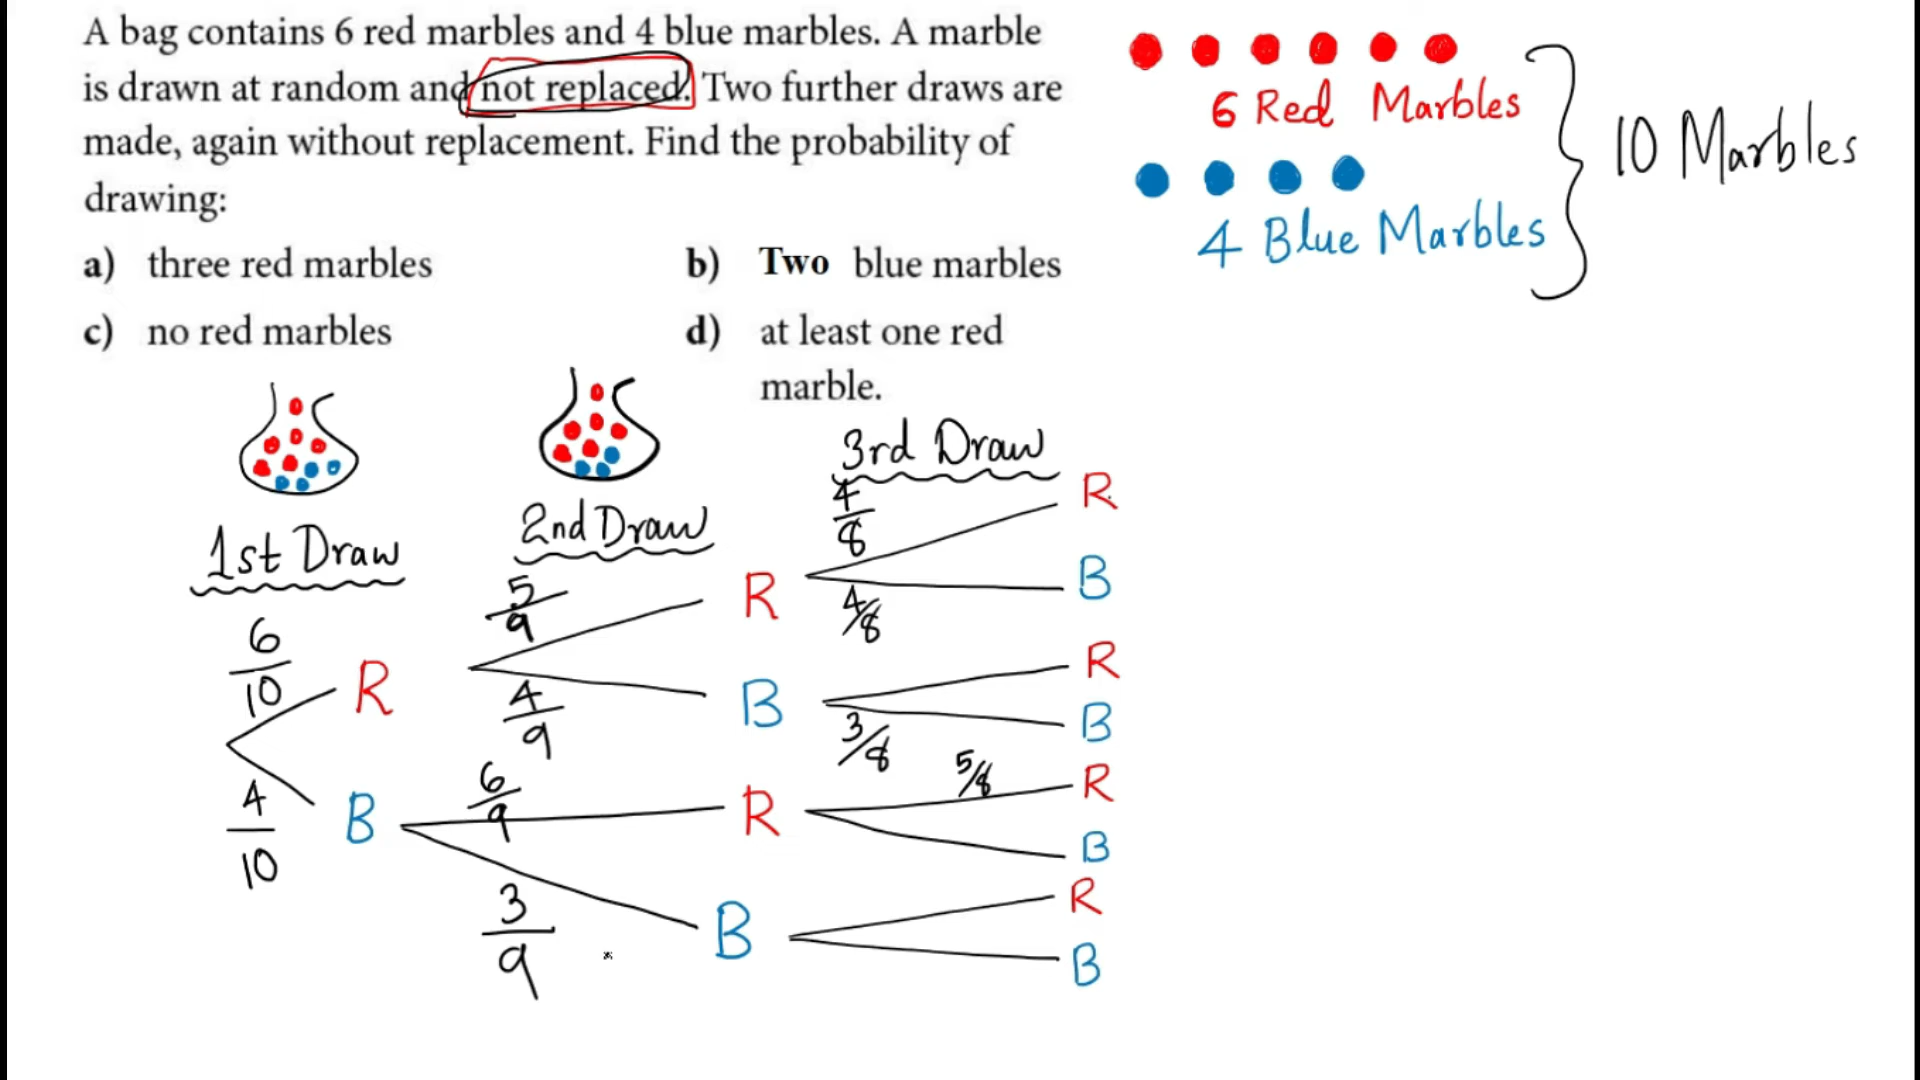 A bag contains 6 red marbles and 4 blue marbles. A marble
is drawn at random and not replaced. Two further draws are
made, again without replacement. Find the probability of
drawing:
a) three red marbles
b) Two blue marbles
c) no red marbles
d) at least one red
marble.
6 Red Marbles
4 Blue Marbles
10 Marbles
1st Draw
2nd Draw
3rd Draw
6/10
R
4/10
B
5/9
R
4/9
B
6/9
R
3/9
B
4/8
R
4/8
B
R
3/8
B
5/8
R
B
R
B